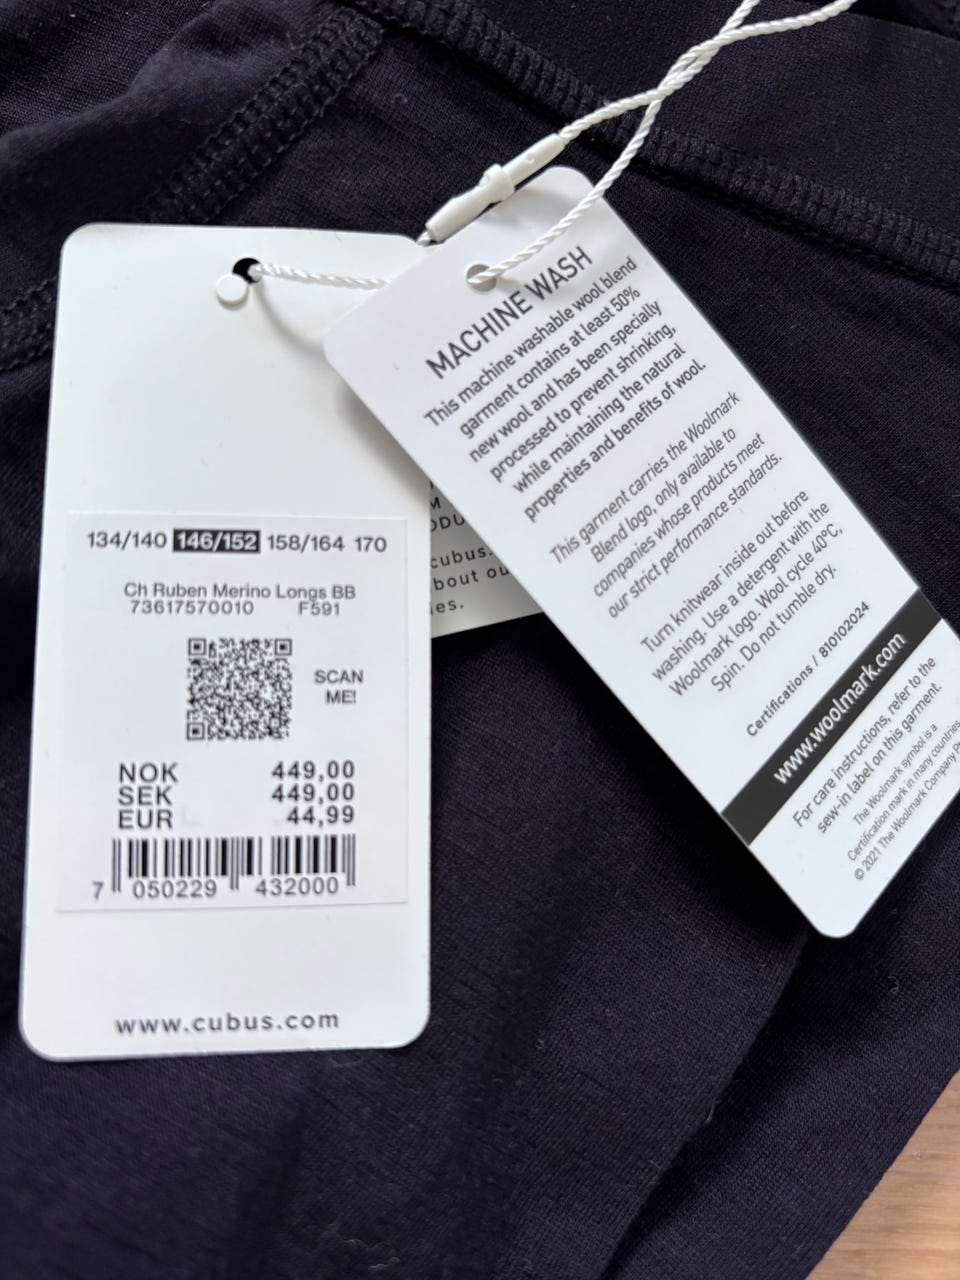 134/140 146/152 158/164 170
Ch Ruben Merino Longs BB
73617570010 F591
SCAN
ME!
NOK 449,00
SEK 449,00
EUR 44,99
7 050229 432000
www.cubus.com
cubus.
bout ou
es.
MACHINE WASH
This machine washable wool blend
garment contains at least 50%
new wool and has been specially
processed to prevent shrinking,
while maintaining the natural
properties and benefits of wool.
This garment carries the Woolmark
Blend logo, only available to
companies whose products meet
our strict performance standards.
Turn knitwear inside out before
washing. Use a detergent with the
Woolmark logo. Wool cycle 40ºC,
Spin. Do not tumble dry.
Certifications / 810102024
www.woolmark.com
For care instructions, refer to the
sew-in label on this garment.
The Woolmark symbol is a
Certification mark in many countries
© 2021 The Woolmark Company